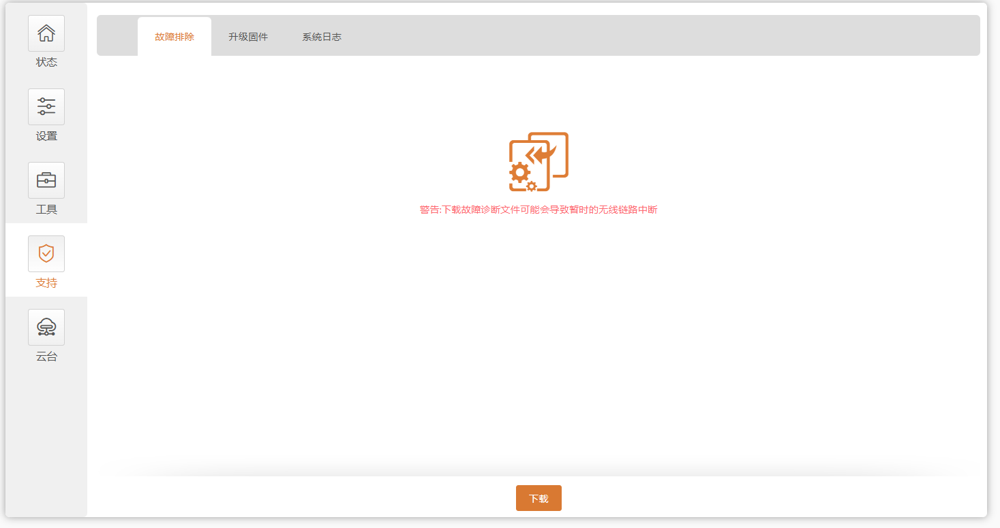 状态
设置
工具
支持
云台
故障排除 升级固件 系统日志
警告:下载故障诊断文件可能会导致暂时的无线链路中断
下载